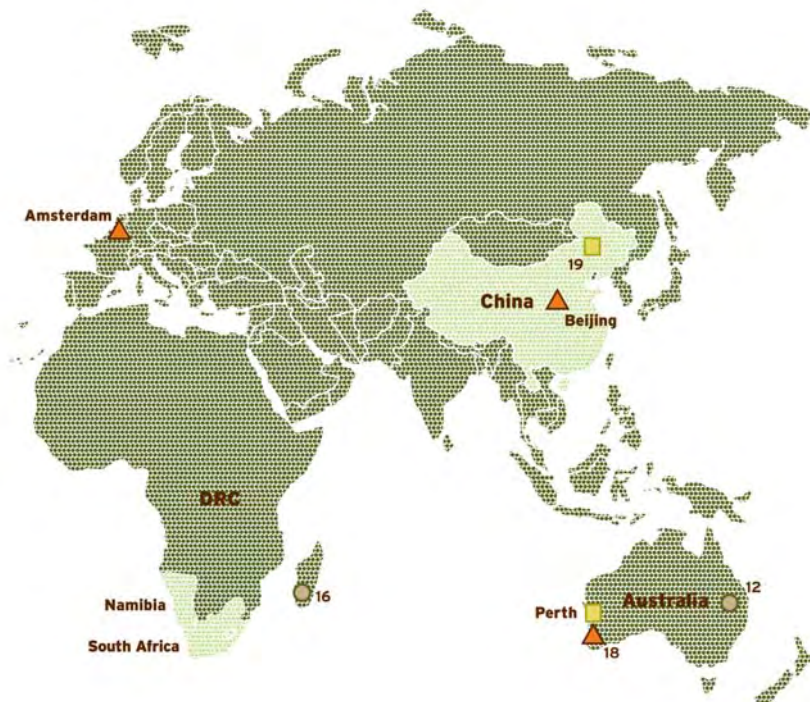 Amsterdam
19
China
Beijing
DRC
16
Namibia
South Africa
12
Australia
Perth
18